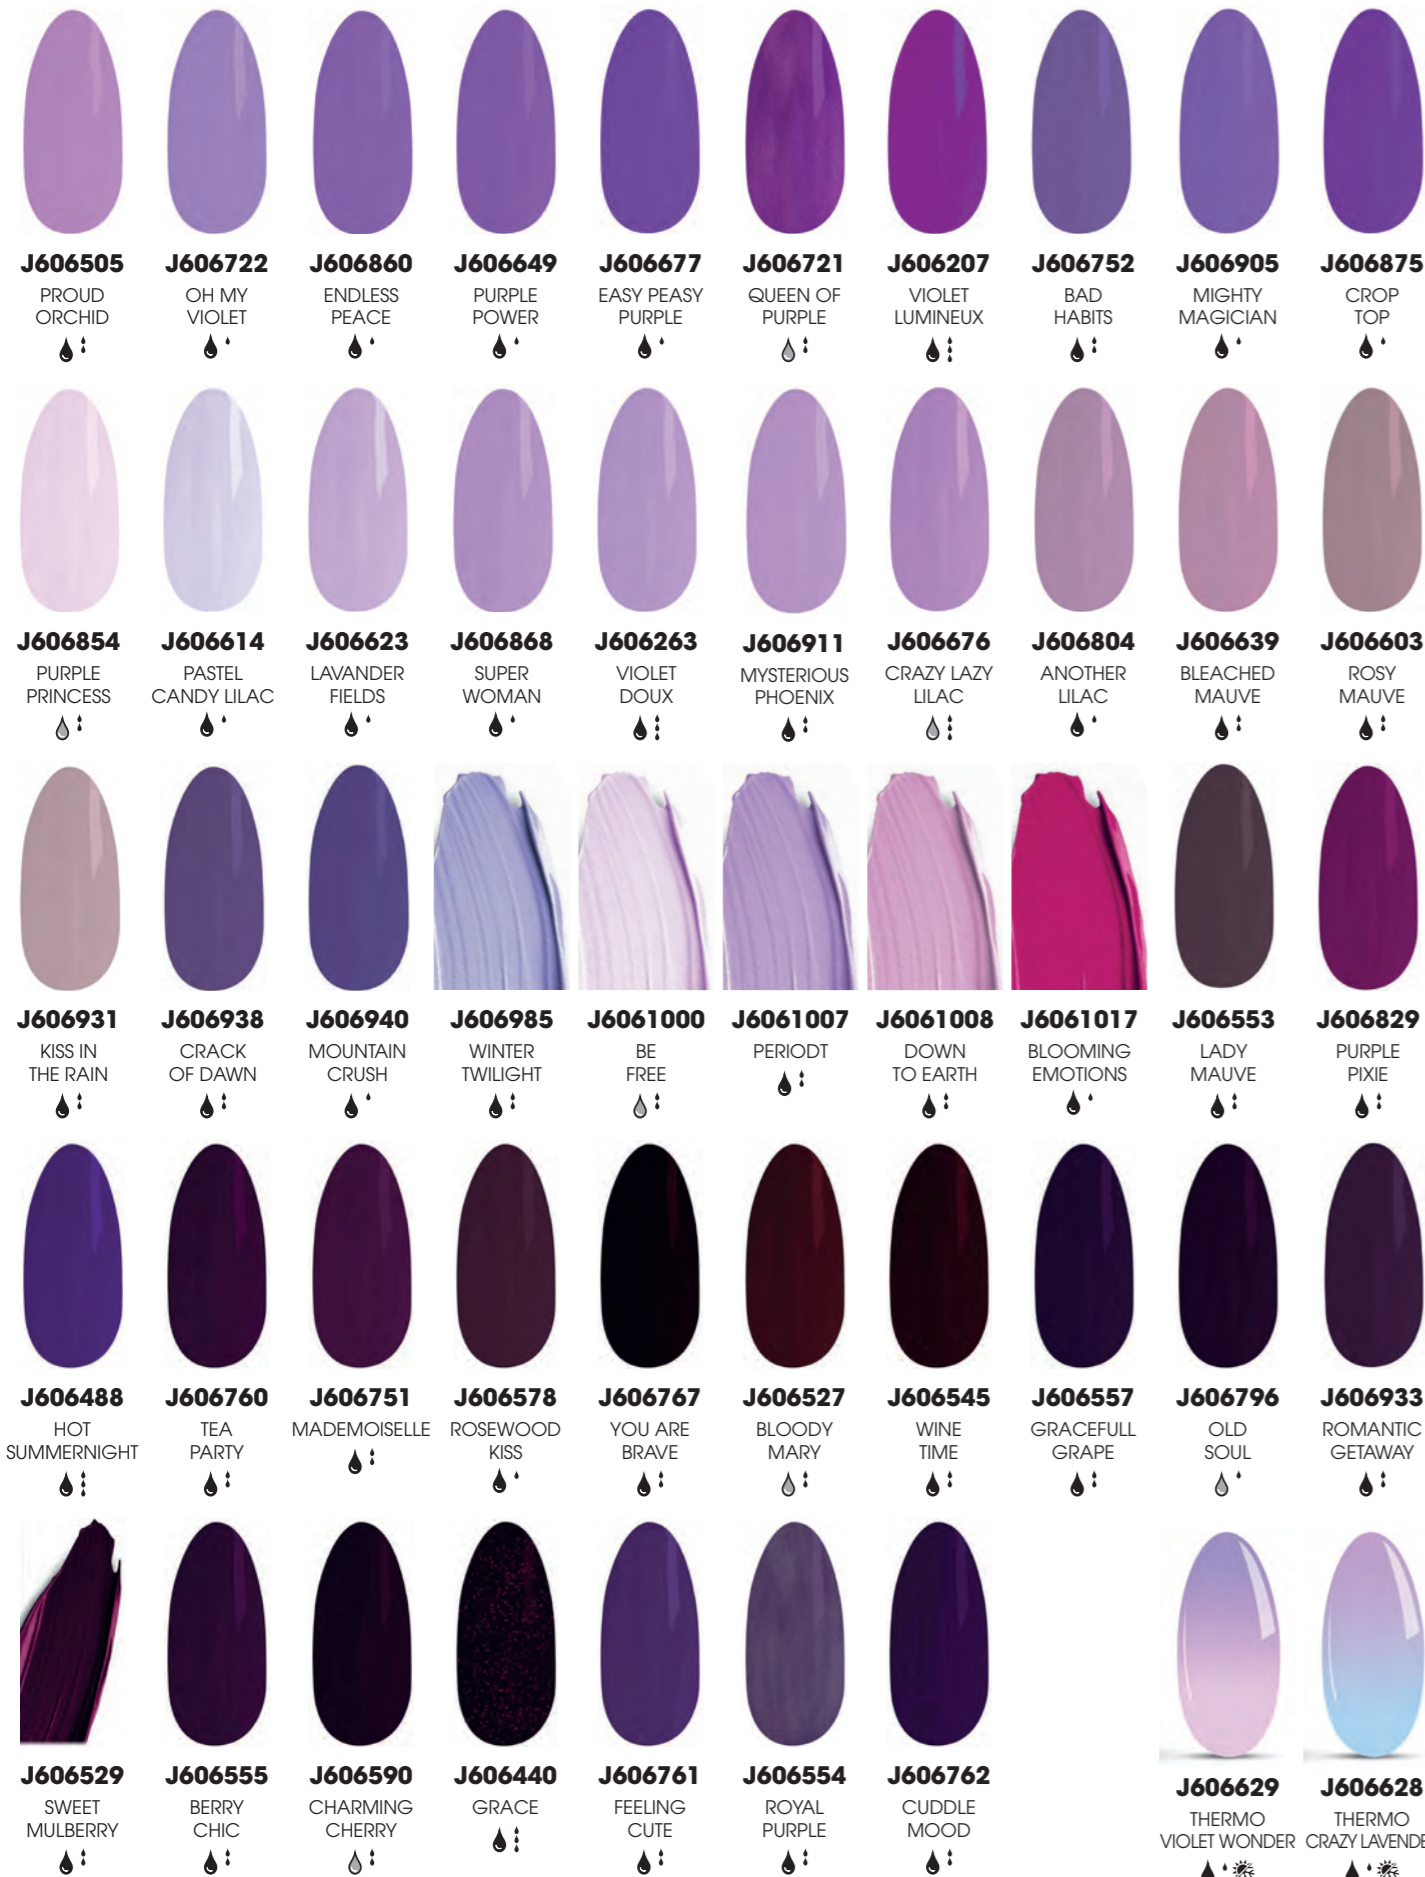 J606505 J606722 J606860 J606649 J606677 J606721 J606207 J606752 J606905 J606875
PROUD OH MY ENDLESS PURPLE EASY PEASY QUEEN OF VIOLET BAD MIGHTY CROP
ORCHID VIOLET PEACE POWER PURPLE PURPLE LUMINEUX HABITS MAGICIAN TOP
J606854 J606614 J606623 J606868 J606263 J606911 J606676 J606804 J606639 J606603
PURPLE PASTEL LAVANDER SUPER VIOLET MYSTERIOUS CRAZY LAZY ANOTHER BLEACHED ROSY
PRINCESS CANDY LILAC FIELDS WOMAN DOUX PHOENIX LILAC LILAC MAUVE MAUVE
J606931 J606938 J606940 J606985 J6061000 J6061007 J6061008 J6061017 J606553 J606829
KISS IN CRACK MOUNTAIN WINTER BE PERIODT DOWN BLOOMING LADY PURPLE
THE RAIN OF DAWN CRUSH TWILIGHT FREE TO EARTH EMOTIONS MAUVE PIXIE
J606488 J606760 J606751 J606578 J606767 J606527 J606545 J606557 J606796 J606933
HOT TEA MADEMOISELLE ROSEWOOD YOU ARE BLOODY WINE GRACEFULL OLD ROMANTIC
SUMMERNIGHT PARTY KISS BRAVE MARY TIME GRAPE SOUL GETAWAY
J606529 J606555 J606590 J606440 J606761 J606554 J606762 J606629 J606628
SWEET BERRY CHARMING GRACE FEELING ROYAL CUDDLE THERMO THERMO
MULBERRY CHIC CHERRY CUTE PURPLE MOOD VIOLET WONDER CRAZY LAVENDE